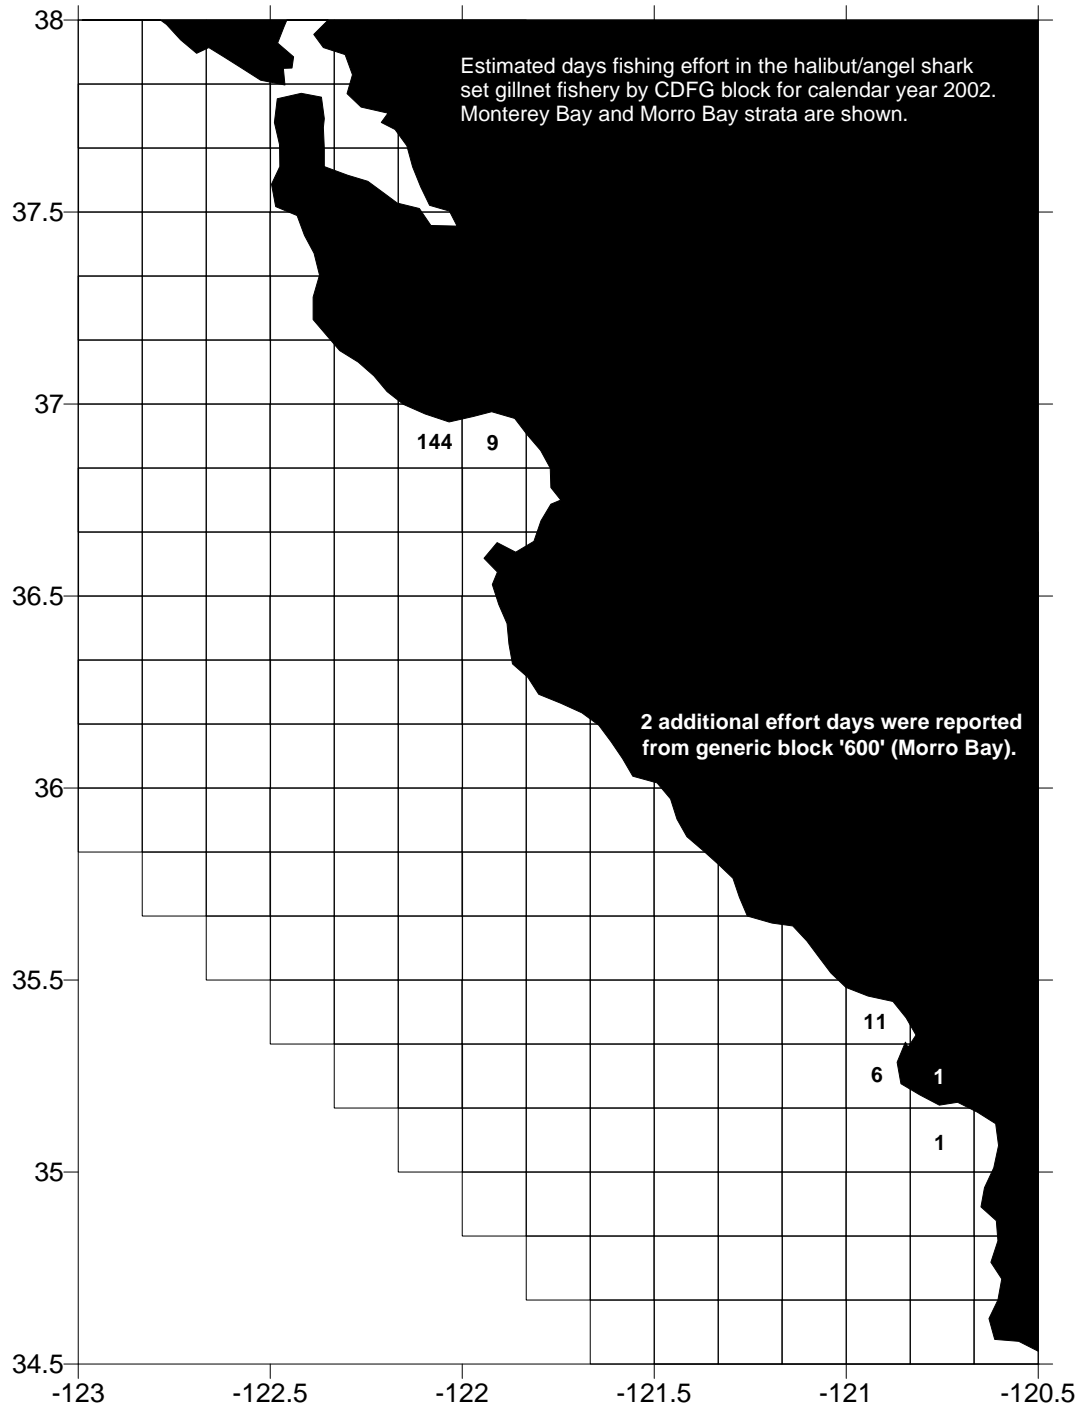 38
Estimated days fishing effort in the halibut/angel shark
set gillnet fishery by CDFG block for calendar year 2002.
Monterey Bay and Morro Bay strata are shown.
37.5
37
144 9
36.5
2 additional effort days were reported
from generic block '600' (Morro Bay).
36
35.5
11
6 1
1
35
34.5
-123 -122.5 -122 -121.5 -121 -120.5